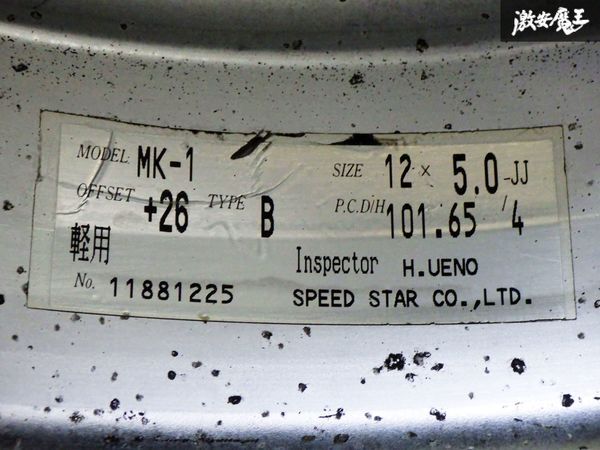 激安魔王
MODEL MK-1 SIZE 12 × 5.0-JJ
OFFSET +26 TYPE B P.C.D/H 101.65/4
軽用 Inspector H.UENO
No. 11881225 SPEED STAR CO.,LTD.